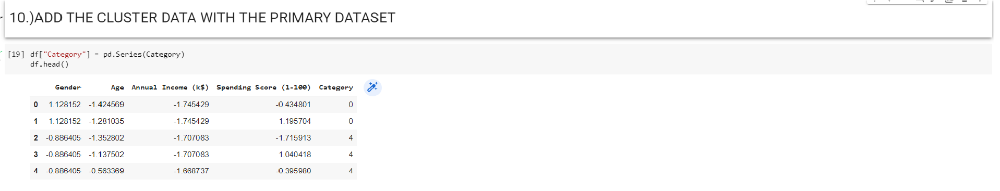 10.)ADD THE CLUSTER DATA WITH THE PRIMARY DATASET
[19] df["Category"] = pd.Series(Category)
df.head()
Gender Age Annual Income (k$) Spending Score (1-100) Category
0 1.128152 -1.424569 -1.745429 -0.434801 0
1 1.128152 -1.281035 -1.745429 1.195704 0
2 -0.886405 -1.352802 -1.707083 -1.715913 4
3 -0.886405 -1.137502 -1.707083 1.040418 4
4 -0.886405 -0.563369 -1.668737 -0.395980 4